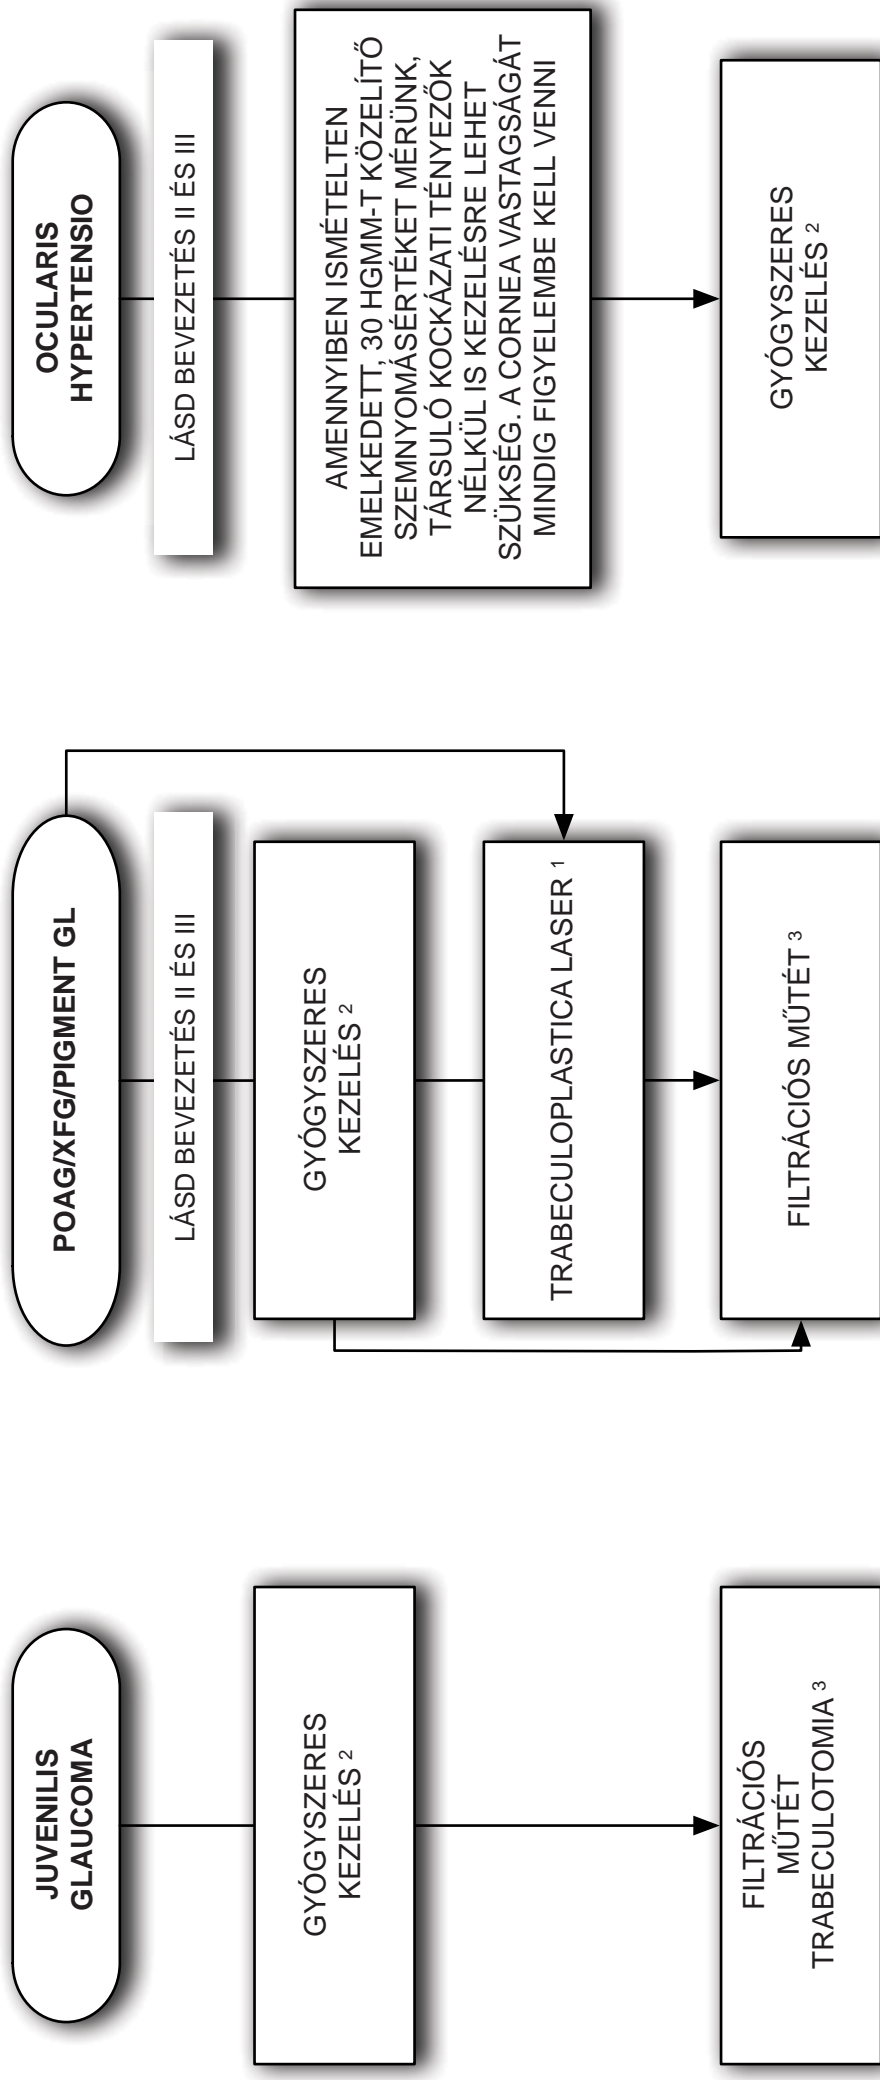 JUVENILIS
GLAUCOMA
GYÓGYSZERES
KEZELÉS ²
FILTRÁCIÓS
MŰTÉT
TRABECULOTOMIA ³
POAG/XFG/PIGMENT GL
LÁSD BEVEZETÉS II ÉS III
GYÓGYSZERES
KEZELÉS ²
TRABECULOPLASTICA LASER ¹
FILTRÁCIÓS MŰTÉT ³
OCULARIS
HYPERTENSIO
LÁSD BEVEZETÉS II ÉS III
AMENNYIBEN ISMÉTELTEN
EMELKEDETT, 30 HGMM-T KÖZELÍTŐ
SZEMNYOMÁSÉRTÉKET MÉRÜNK,
TÁRSULÓ KOCKÁZATI TÉNYEZŐK
NÉLKÜL IS KEZELÉSRE LEHET
SZÜKSÉG. A CORNEA VASTAGSÁGÁT
MINDIG FIGYELEMBE KELL VENNI
GYÓGYSZERES
KEZELÉS ²